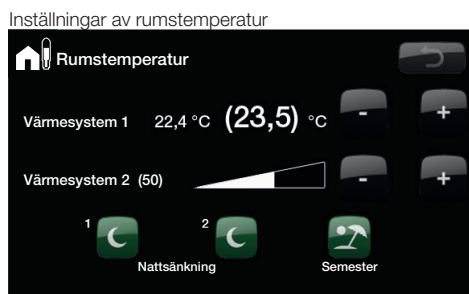 Inställningar av rumstemperatur
Rumstemperatur
Värmesystem 1 22,4 °C (23,5) °C - +
Värmesystem 2 (50) - +
1 2
Nattsänkning Semester